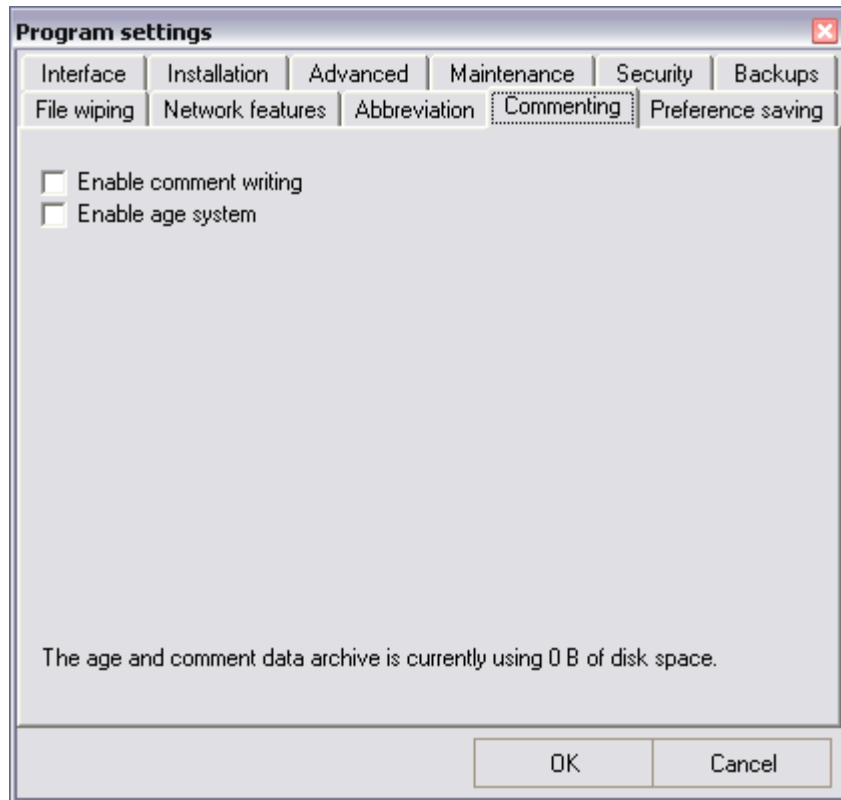 Program settings
Interface Installation Advanced Maintenance Security Backups
File wiping Network features Abbreviation Commenting Preference saving
Enable comment writing
Enable age system
The age and comment data archive is currently using 0 B of disk space.
OK Cancel